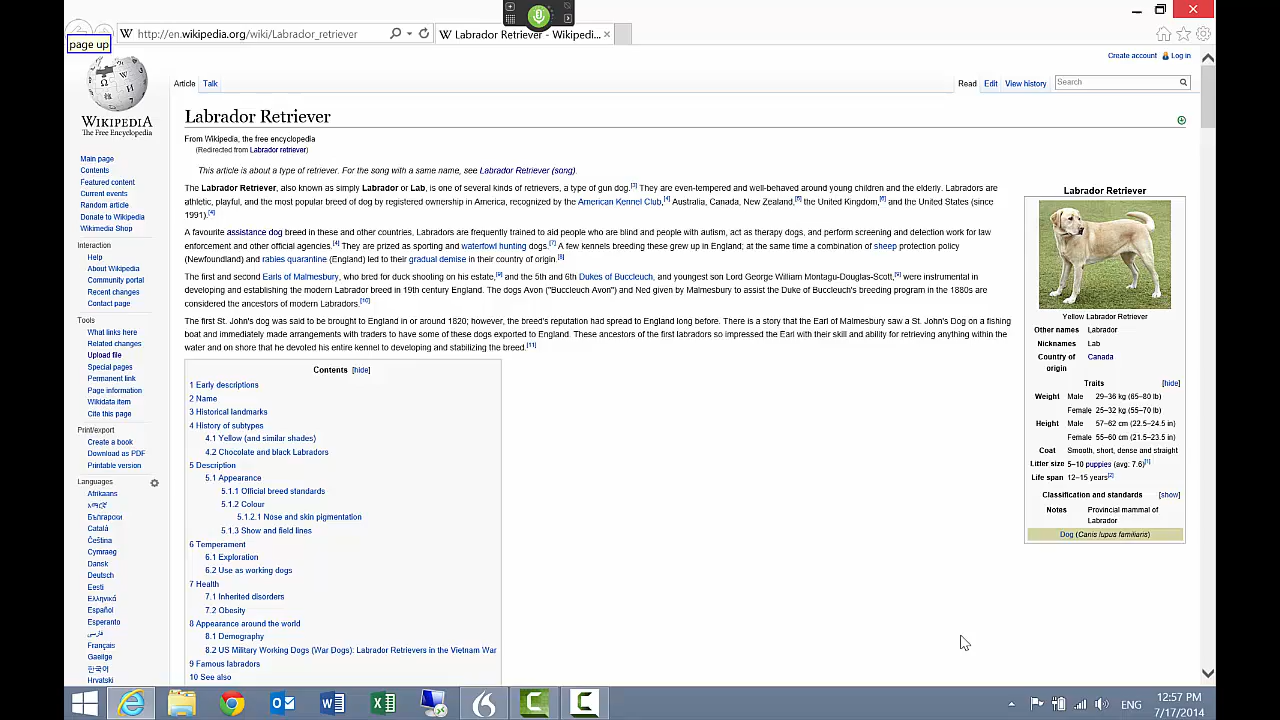 page up
http://en.wikipedia.org/wiki/Labrador_retriever
Labrador Retriever - Wikipedi...
Create account Log in
WIKIPEDIA
The Free Encyclopedia
Article Talk
Read Edit View history
Search
Labrador Retriever
From Wikipedia, the free encyclopedia
(Redirected from Labrador retriever)
This article is about a type of retriever. For the song with a same name, see Labrador Retriever (song).
The Labrador Retriever, also known as simply Labrador or Lab, is one of several kinds of retrievers, a type of gun dog.[3] They are even-tempered and well-behaved around young children and the elderly. Labradors are
athletic, playful, and the most popular breed of dog by registered ownership in America, recognized by the American Kennel Club,[4] Australia, Canada, New Zealand,[5] the United Kingdom,[6] and the United States (since
1991).[4]
A favourite assistance dog breed in these and other countries, Labradors are frequently trained to aid people who are blind and people with autism, act as therapy dogs, and perform screening and detection work for law
enforcement and other official agencies.[4] They are prized as sporting and waterfowl hunting dogs.[7] A few kennels breeding these grew up in England; at the same time a combination of sheep protection policy
(Newfoundland) and rabies quarantine (England) led to their gradual demise in their country of origin.[8]
The first and second Earls of Malmesbury, who bred for duck shooting on his estate,[9] and the 5th and 6th Dukes of Buccleuch, and youngest son Lord George William Montagu-Douglas-Scott,[9] were instrumental in
developing and establishing the modern Labrador breed in 19th century England. The dogs Avon ("Buccleuch Avon") and Ned given by Malmesbury to assist the Duke of Buccleuch's breeding program in the 1880s are
considered the ancestors of modern Labradors.[10]
The first St. John's dog was said to be brought to England in or around 1820; however, the breed's reputation had spread to England long before. There is a story that the Earl of Malmesbury saw a St. John's Dog on a fishing
boat and immediately made arrangements with traders to have some of these dogs exported to England. These ancestors of the first labradors so impressed the Earl with their skill and ability for retrieving anything within the
water and on shore that he devoted his entire kennel to developing and stabilizing the breed.[11]
Contents [hide]
1 Early descriptions
2 Name
3 Historical landmarks
4 History of subtypes
4.1 Yellow (and similar shades)
4.2 Chocolate and black Labradors
5 Description
5.1 Appearance
5.1.1 Official breed standards
5.1.2 Colour
5.1.2.1 Nose and skin pigmentation
5.1.3 Show and field lines
6 Temperament
6.1 Exploration
6.2 Use as working dogs
7 Health
7.1 Inherited disorders
7.2 Obesity
8 Appearance around the world
8.1 Demography
8.2 US Military Working Dogs (War Dogs): Labrador Retrievers in the Vietnam War
9 Famous labradors
10 See also
Labrador Retriever
Yellow Labrador Retriever
Other names Labrador
Nicknames Lab
Country of origin Canada
Traits [hide]
Weight Male 29–36 kg (65–80 lb)
Female 25–32 kg (55–70 lb)
Height Male 57–62 cm (22.5–24.5 in)
Female 55–60 cm (21.5–23.5 in)
Coat Smooth, short, dense and straight
Litter size 5–10 puppies (avg: 7.6)[1]
Life span 12–15 years[2]
Classification and standards [show]
Notes Provincial mammal of
Labrador
Dog (Canis lupus familiaris)
Main page
Contents
Featured content
Current events
Random article
Donate to Wikipedia
Wikimedia Shop
Interaction
Help
About Wikipedia
Community portal
Recent changes
Contact page
Tools
What links here
Related changes
Upload file
Special pages
Permanent link
Page information
Wikidata item
Cite this page
Print/export
Create a book
Download as PDF
Printable version
Languages
Afrikaans
አማርኛ
Български
Català
Čeština
Cymraeg
Dansk
Deutsch
Eesti
Ελληνικά
Español
Esperanto
فارسی
Français
Gaeilge
한국어
Hrvatski
ENG
12:57 PM
7/17/2014